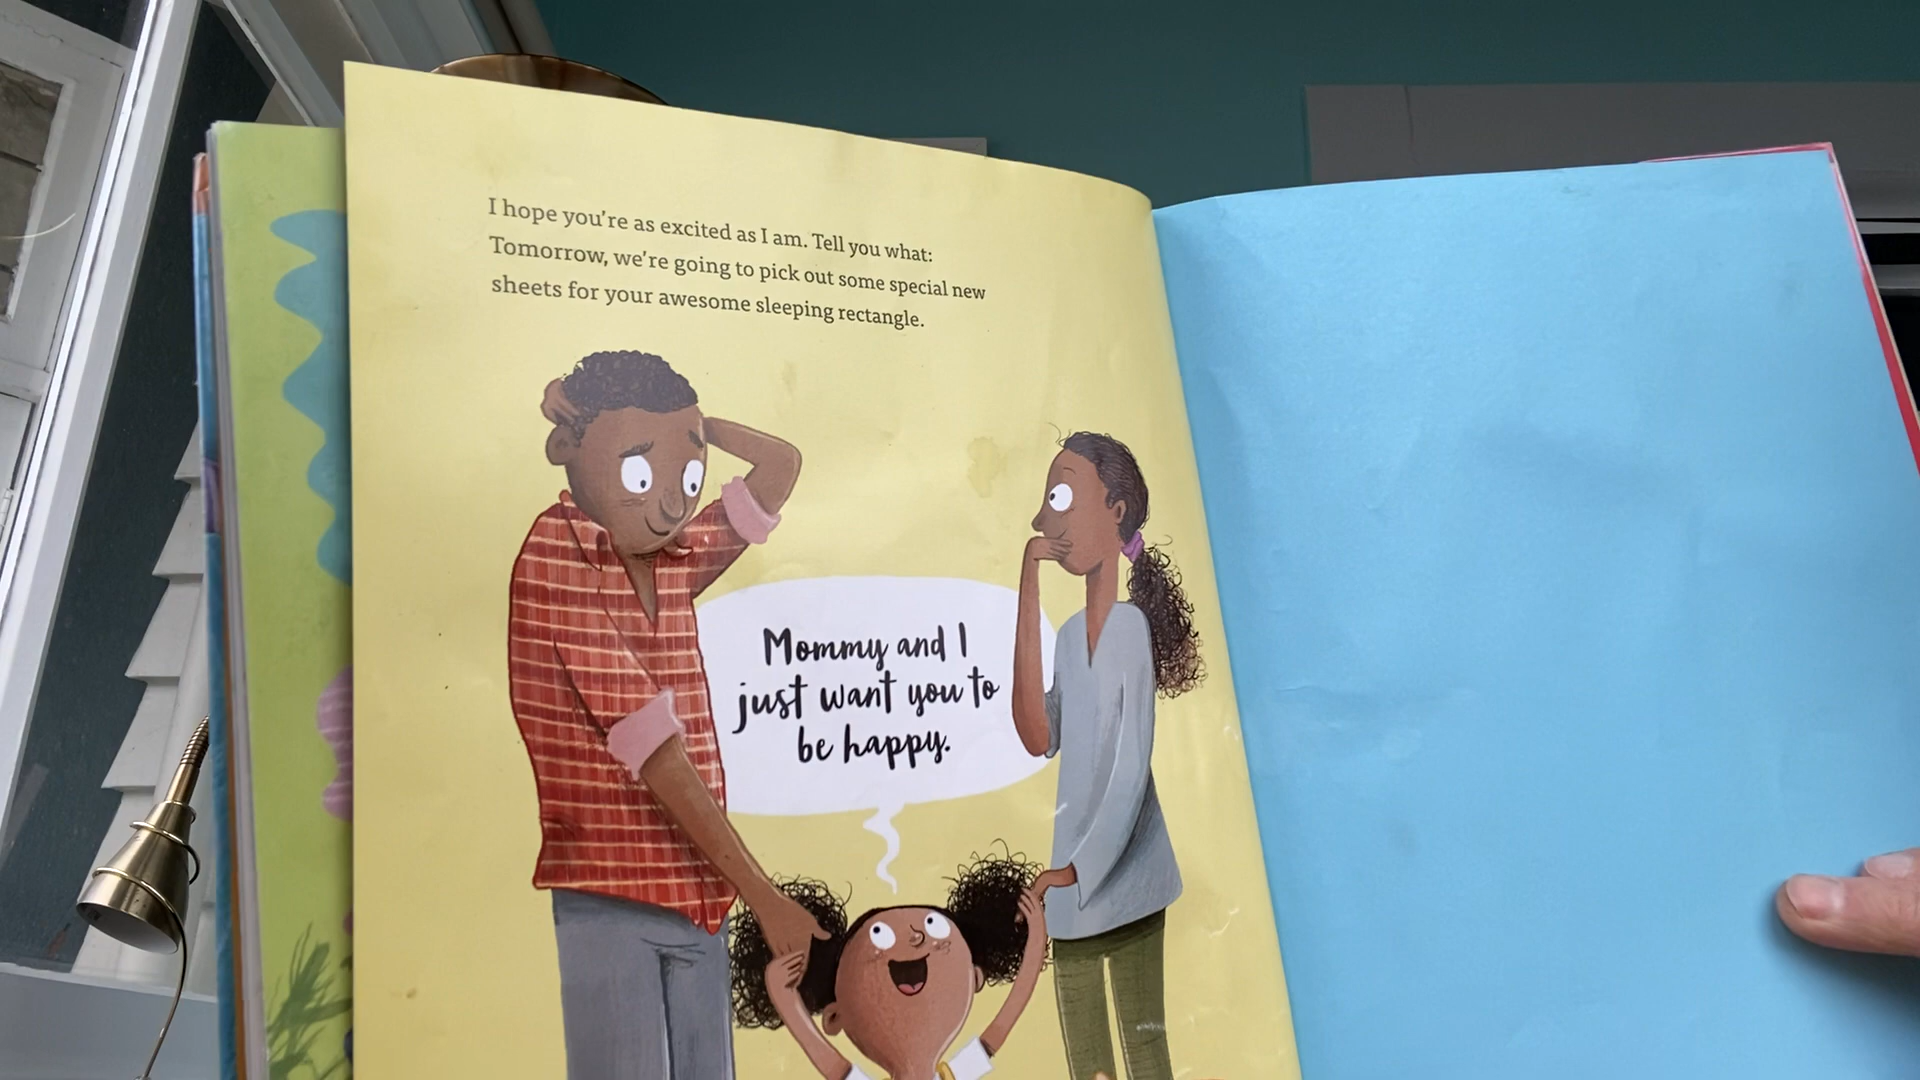 I hope you're as excited as I am. Tell you what:
Tomorrow, we're going to pick out some special new
sheets for your awesome sleeping rectangle.
Mommy and I
just want you to
be happy.